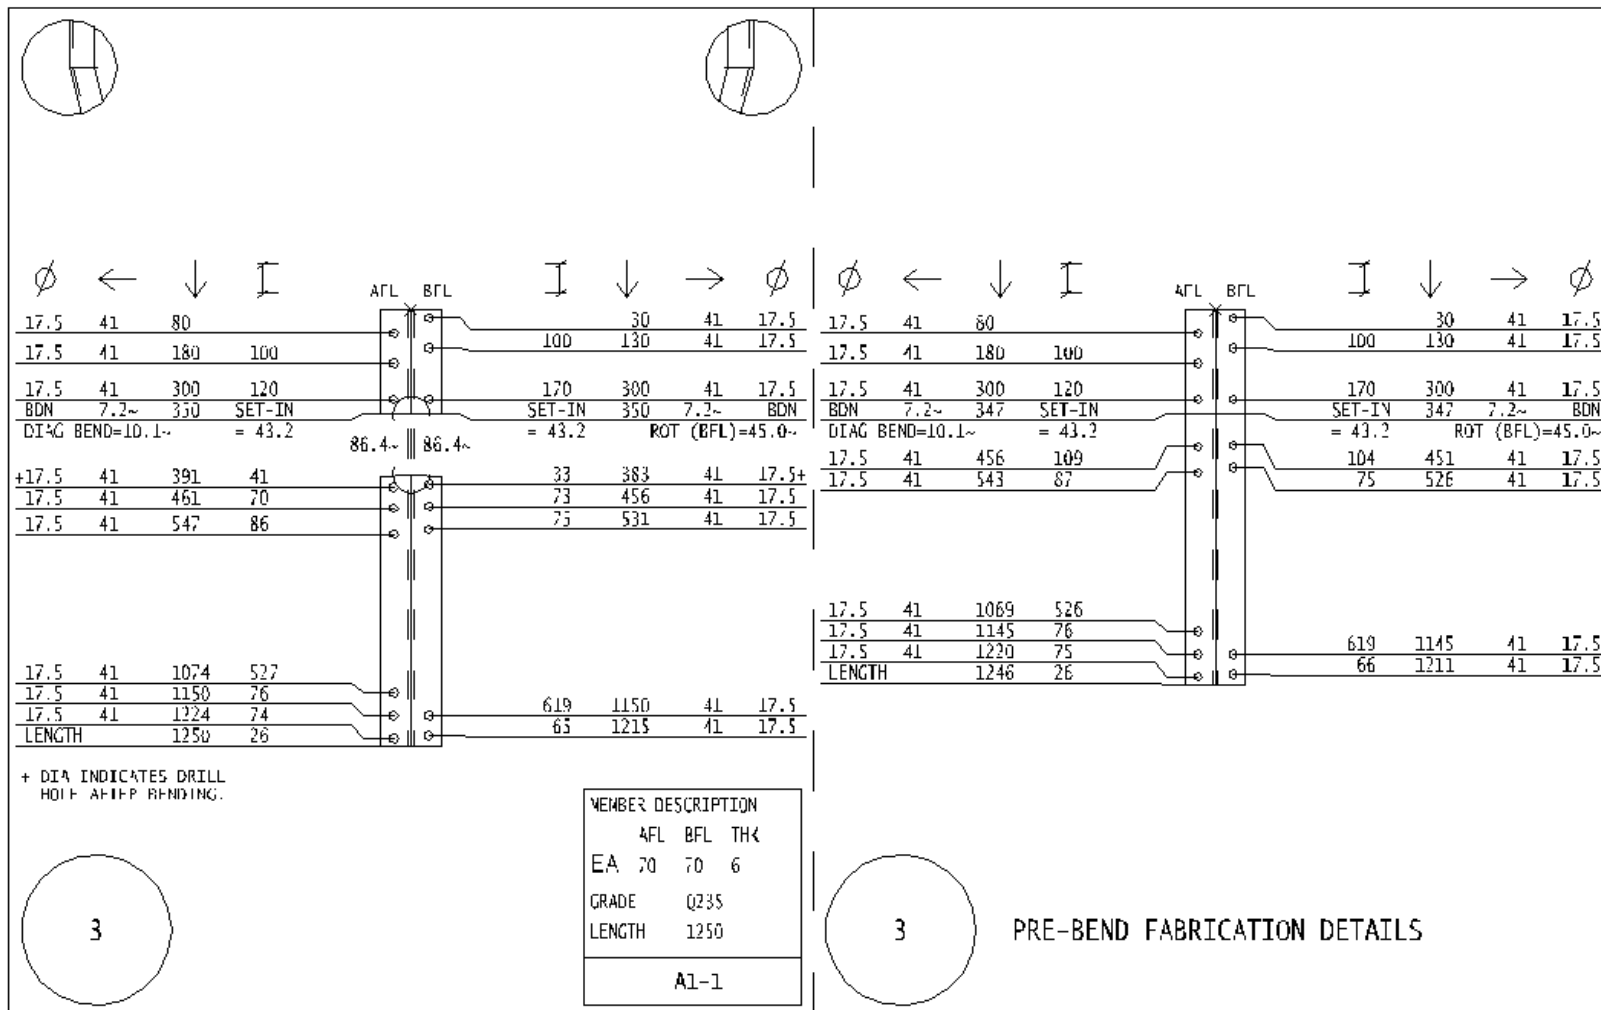 AFL BFL
17.5 41 80
30 41 17.5
100 130 41 17.5
17.5 41 180 100
17.5 41 300 120
170 300 41 17.5
BDN 7.2~ 350 SET-IN
SET-IN 350 7.2~ BDN
DIAG BEND=10.1~ = 43.2
= 43.2 ROT (BFL)=45.0~
86.4~ 86.4~
+17.5 41 391 41
33 383 41 17.5+
17.5 41 461 70
73 456 41 17.5
17.5 41 547 86
75 531 41 17.5
17.5 41 1074 527
17.5 41 1150 76
17.5 41 1224 74
619 1150 41 17.5
LENGTH 1250 26
65 1215 41 17.5
+ DIA INDICATES DRILL
HOLE AFTER BENDING.
MEMBER DESCRIPTION
AFL BFL THK
EA 70 70 6
GRADE Q235
LENGTH 1250
A1-1
3
AFL BFL
17.5 41 80
30 41 17.5
100 130 41 17.5
17.5 41 180 100
17.5 41 300 120
170 300 41 17.5
BDN 7.2~ 347 SET-IN
SET-IN 347 7.2~ BDN
DIAG BEND=10.1~ = 43.2
= 43.2 ROT (BFL)=45.0~
17.5 41 456 109
104 451 41 17.5
17.5 41 543 87
75 526 41 17.5
17.5 41 1069 526
17.5 41 1145 76
17.5 41 1220 75
619 1145 41 17.5
LENGTH 1246 26
66 1211 41 17.5
3
PRE-BEND FABRICATION DETAILS